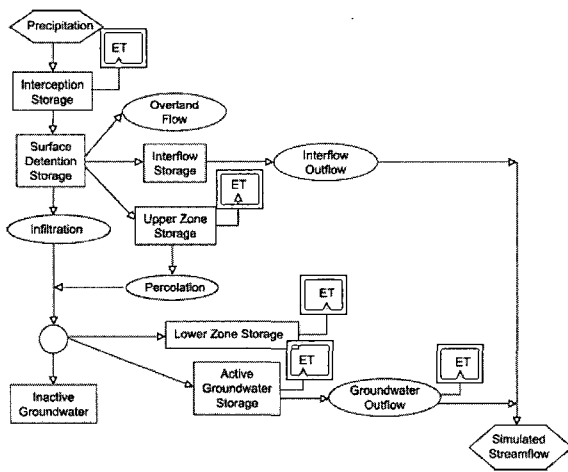 Precipitation
ET
Interception
Storage
Overland
Flow
Surface
Detention
Storage
Interflow
Storage
Interflow
Outflow
ET
Upper Zone
Storage
Infiltration
Percolation
ET
Lower Zone Storage
ET
Active
Groundwater
Storage
ET
Groundwater
Outflow
Inactive
Groundwater
Simulated
Streamflow